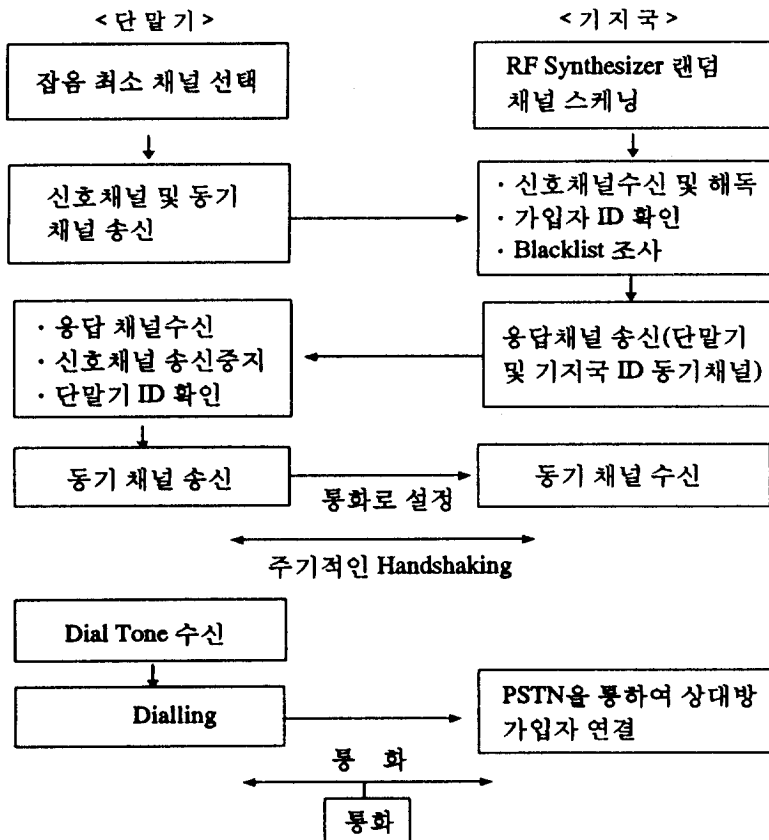 <단말기>
<기지국>
잡음 최소 채널 선택
RF Synthesizer 랜덤
채널 스케닝
신호채널 및 동기
채널 송신
· 신호채널수신 및 해독
· 가입자 ID 확인
· Blacklist 조사
· 응답 채널수신
· 신호채널 송신중지
· 단말기 ID 확인
응답채널 송신(단말기
및 기지국 ID 동기채널)
동기 채널 송신
통화로 설정
동기 채널 수신
주기적인 Handshaking
Dial Tone 수신
Dialling
PSTN을 통하여 상대방
가입자 연결
통 화
통화